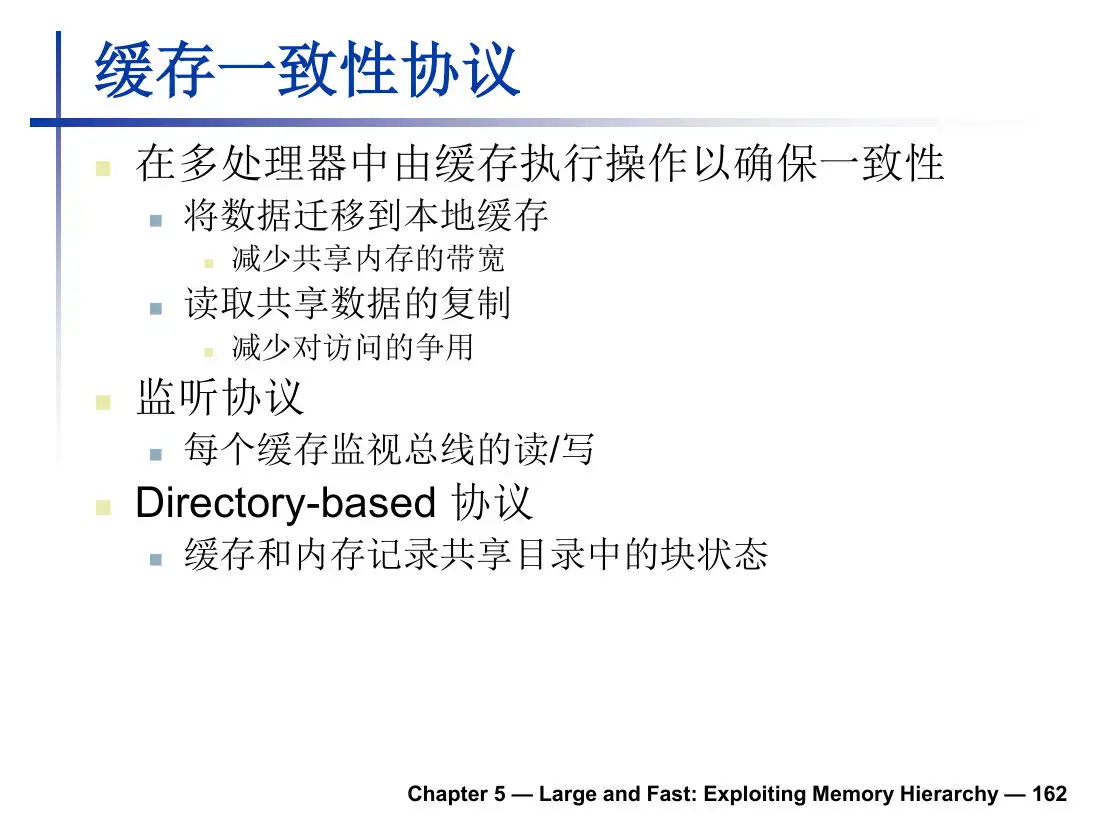 缓存一致性协议
在多处理器中由缓存执行操作以确保一致性
将数据迁移到本地缓存
减少共享内存的带宽
读取共享数据的复制
减少对访问的争用
监听协议
每个缓存监视总线的读/写
Directory-based 协议
缓存和内存记录共享目录中的块状态
Chapter 5 — Large and Fast: Exploiting Memory Hierarchy — 162